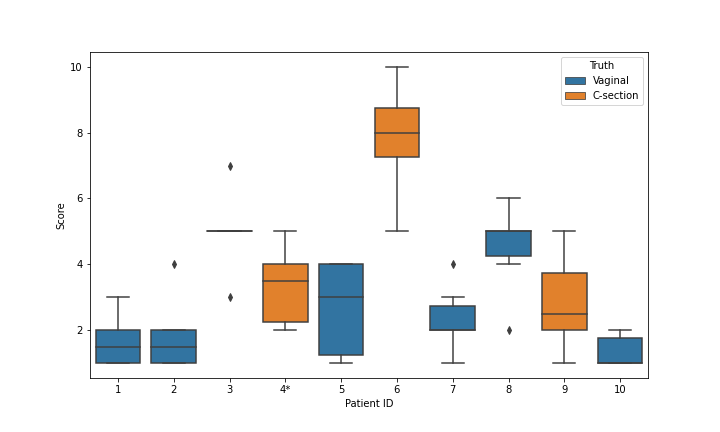 Truth
Vaginal
C-section
Score
10
8
6
4
2
1 2 3 4* 5 6 7 8 9 10
Patient ID